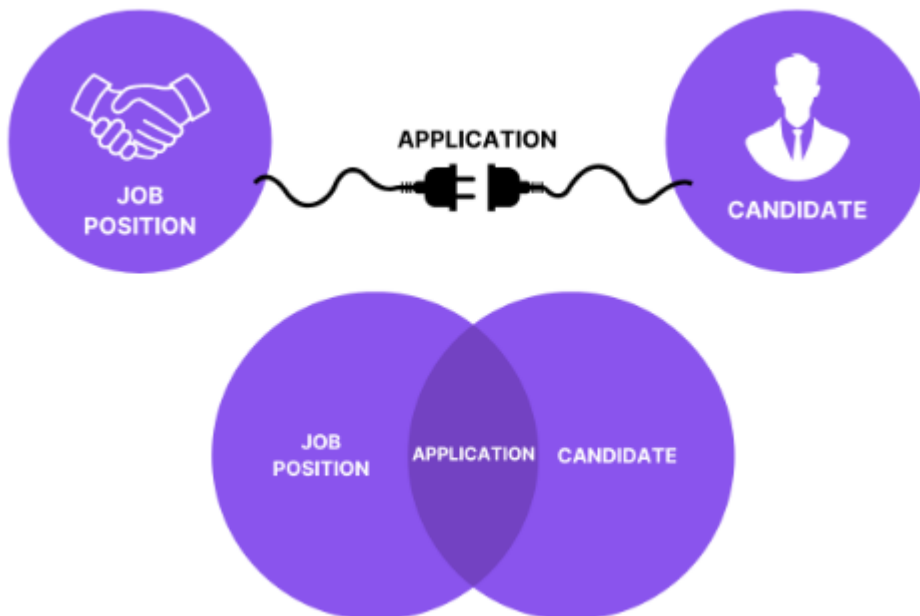 APPLICATION
JOB
POSITION
CANDIDATE
JOB
POSITION
APPLICATION
CANDIDATE